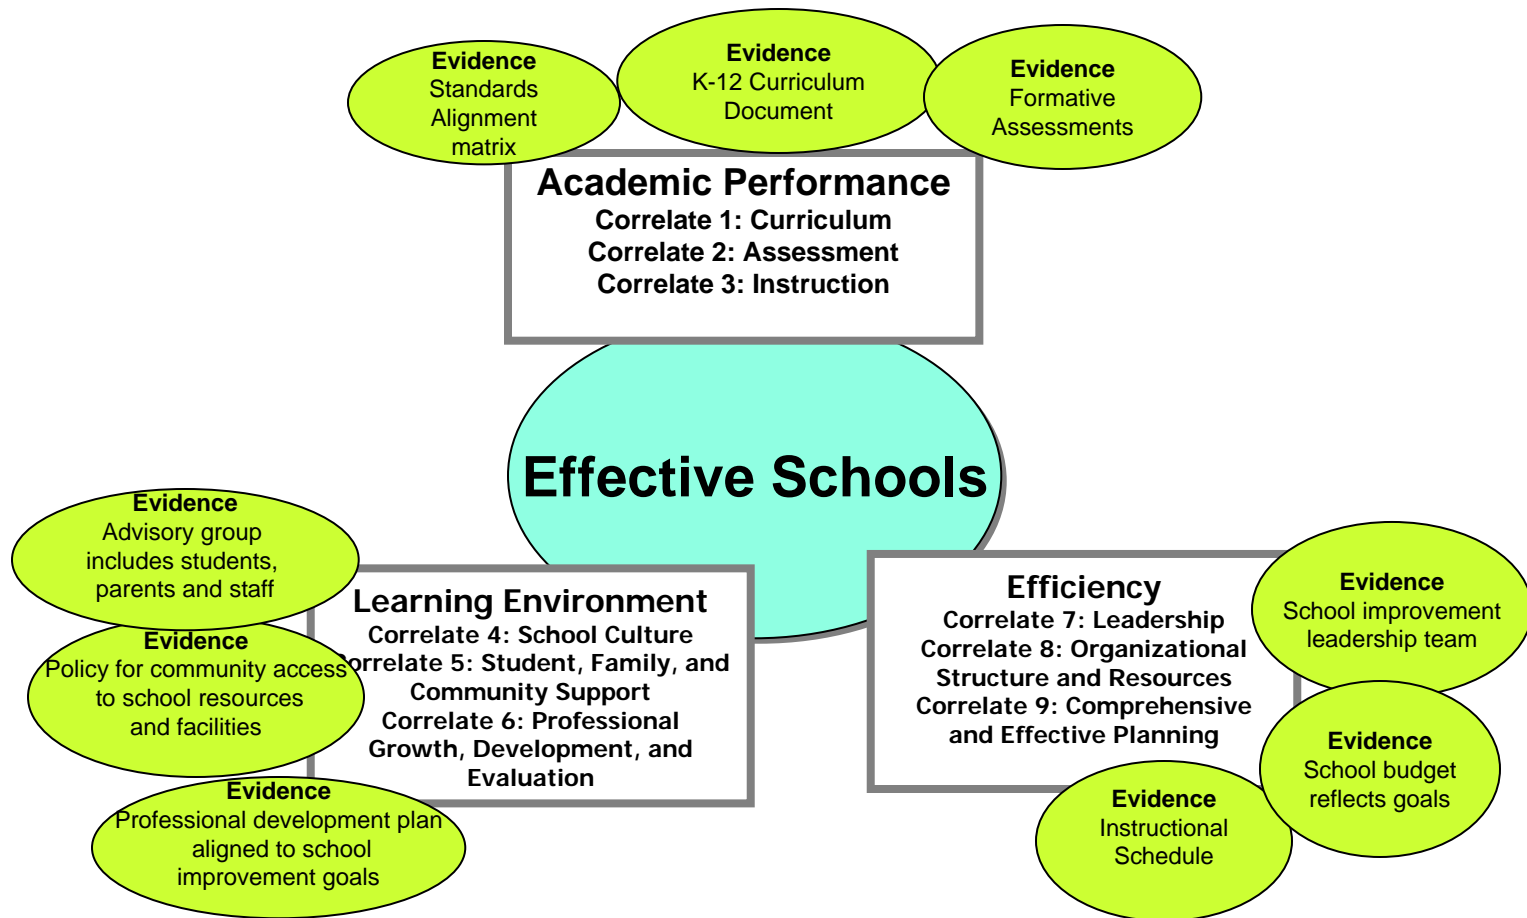 Evidence
Standards
Alignment
matrix
Evidence
K-12 Curriculum
Document
Evidence
Formative
Assessments
Academic Performance
Correlate 1: Curriculum
Correlate 2: Assessment
Correlate 3: Instruction
Effective Schools
Evidence
Advisory group
includes students,
parents and staff
Evidence
Policy for community access
to school resources
and facilities
Evidence
Professional development plan
aligned to school
improvement goals
Learning Environment
Correlate 4: School Culture
Correlate 5: Student, Family, and
Community Support
Correlate 6: Professional
Growth, Development, and
Evaluation
Efficiency
Correlate 7: Leadership
Correlate 8: Organizational
Structure and Resources
Correlate 9: Comprehensive
and Effective Planning
Evidence
School improvement
leadership team
Evidence
School budget
reflects goals
Evidence
Instructional
Schedule